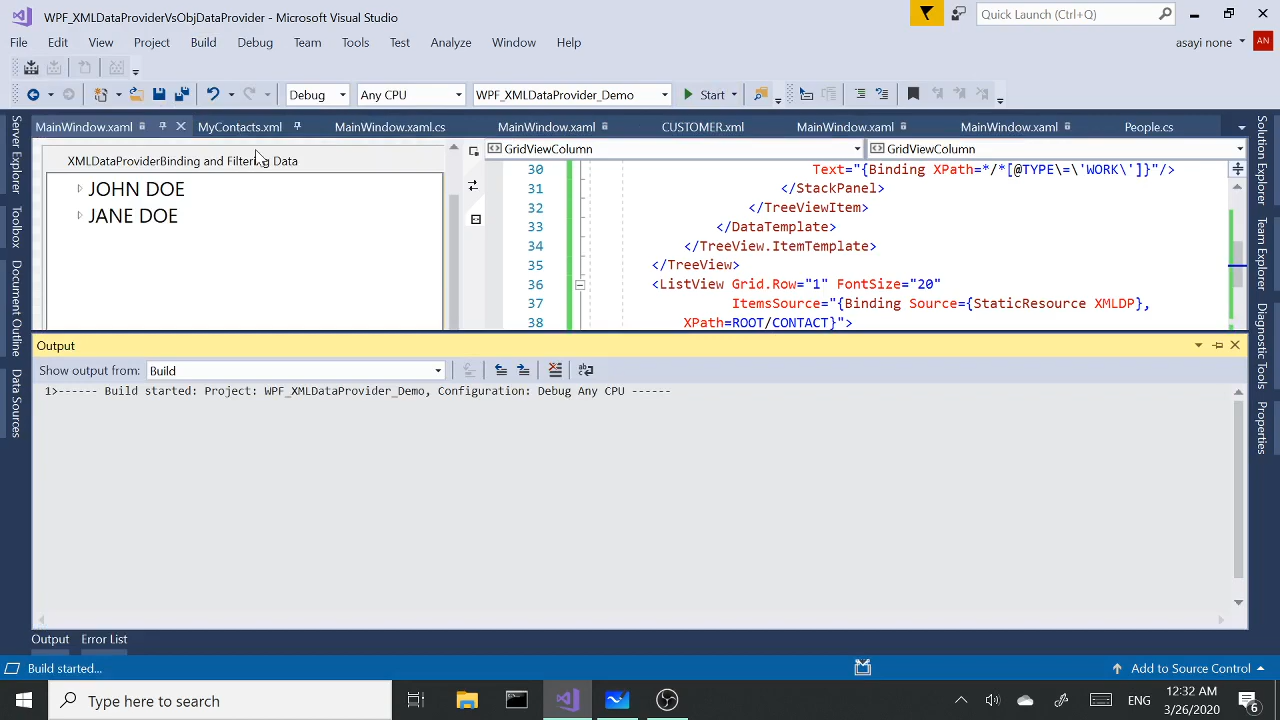 WPF_XMLDataProviderVsObjDataProvider - Microsoft Visual Studio
Quick Launch (Ctrl+Q)
File Edit View Project Build Debug Team Tools Test Analyze Window Help
asayi none AN
Debug Any CPU WPF_XMLDataProvider_Demo Start
MainWindow.xaml MyContacts.xml MainWindow.xaml.cs MainWindow.xaml CUSTOMER.xml MainWindow.xaml MainWindow.xaml People.cs
Server Explorer
Toolbox
Document Outline
Data Sources
XMLDataProviderBinding and Filtering Data
JOHN DOE
JANE DOE
GridViewColumn GridViewColumn
30 Text="{Binding XPath=*/*[@TYPE\=\'WORK\']}"/>
31 </StackPanel>
32 </TreeViewItem>
33 </DataTemplate>
34 </TreeView.ItemTemplate>
35 </TreeView>
36 <ListView Grid.Row="1" FontSize="20"
37 ItemsSource="{Binding Source={StaticResource XMLDP},
38 XPath=ROOT/CONTACT}">
Solution Explorer
Team Explorer
Diagnostic Tools
Properties
Output
Show output from: Build
1>------ Build started: Project: WPF_XMLDataProvider_Demo, Configuration: Debug Any CPU ------
Output Error List
Build started...
Add to Source Control
Type here to search
ENG
12:32 AM
3/26/2020
6